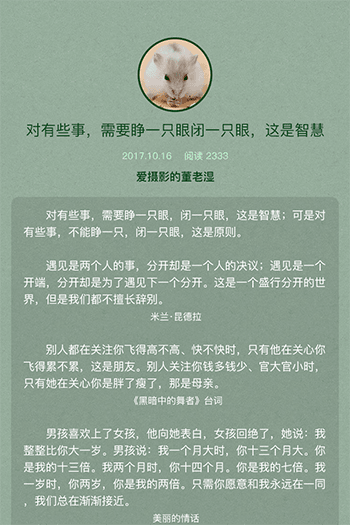 对有些事，需要睁一只眼闭一只眼，这是智慧
2017.10.16 阅读 2333
爱摄影的董老湿
对有些事，需要睁一只眼，闭一只眼，这是智慧；可是对
有些事，不能睁一只，闭一只眼，这是原则。
遇见是两个人的事，分开却是一个人的决议；遇见是一个
开端，分开却是为了遇见下一个分开。这是一个盛行分开的世
界，但是我们都不擅长辞别。
米兰·昆德拉
别人都在关注你飞得高不高、快不快时，只有他在关心你
飞得累不累，这是朋友。别人关注你钱多钱少、官大官小时，
只有她在关心你是胖了瘦了，那是母亲。
《黑暗中的舞者》台词
男孩喜欢上了女孩，他向她表白，女孩回绝了，她说：我
整整比你大一岁。男孩说：我一个月大时，你十三个月大。你
是我的十三倍。我两个月时，你十四个月。你是我的七倍。我
一岁时，你两岁，你是我的两倍。只需你愿意和我永远在一同
，我们总在渐渐接近。
美丽的情话